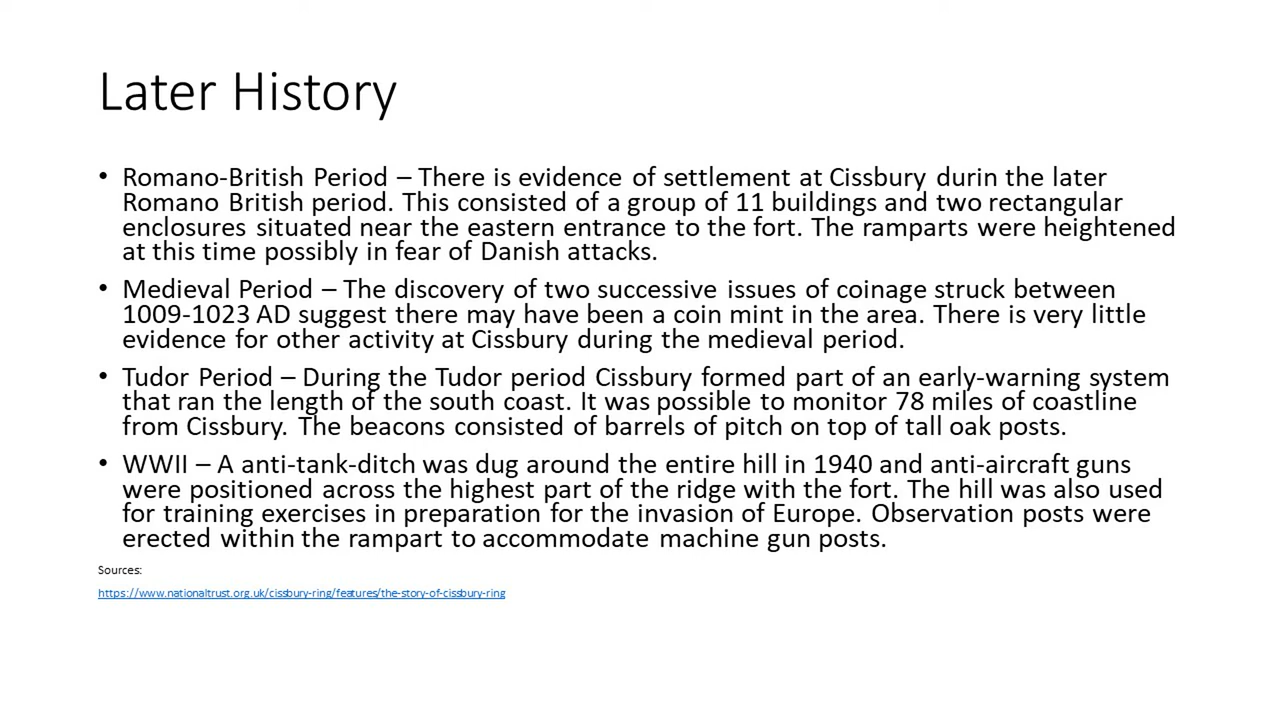 Later History
• Romano-British Period – There is evidence of settlement at Cissbury durin the later
Romano British period. This consisted of a group of 11 buildings and two rectangular
enclosures situated near the eastern entrance to the fort. The ramparts were heightened
at this time possibly in fear of Danish attacks.
• Medieval Period – The discovery of two successive issues of coinage struck between
1009-1023 AD suggest there may have been a coin mint in the area. There is very little
evidence for other activity at Cissbury during the medieval period.
• Tudor Period – During the Tudor period Cissbury formed part of an early-warning system
that ran the length of the south coast. It was possible to monitor 78 miles of coastline
from Cissbury. The beacons consisted of barrels of pitch on top of tall oak posts.
• WWII – A anti-tank-ditch was dug around the entire hill in 1940 and anti-aircraft guns
were positioned across the highest part of the ridge with the fort. The hill was also used
for training exercises in preparation for the invasion of Europe. Observation posts were
erected within the rampart to accommodate machine gun posts.
Sources:
https://www.nationaltrust.org.uk/cissbury-ring/features/the-story-of-cissbury-ring